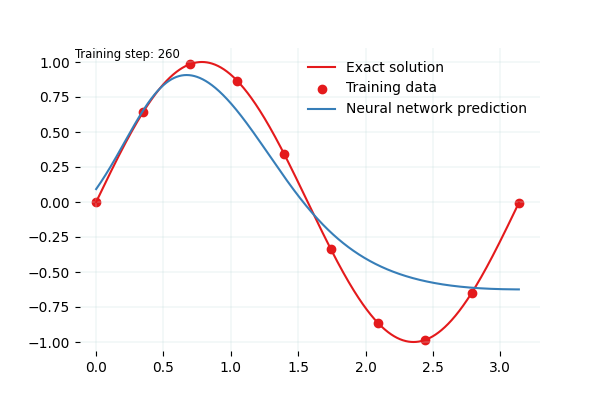 Training step: 260
Exact solution
Training data
Neural network prediction
1.00
0.75
0.50
0.25
0.00
−0.25
−0.50
−0.75
−1.00
0.0 0.5 1.0 1.5 2.0 2.5 3.0